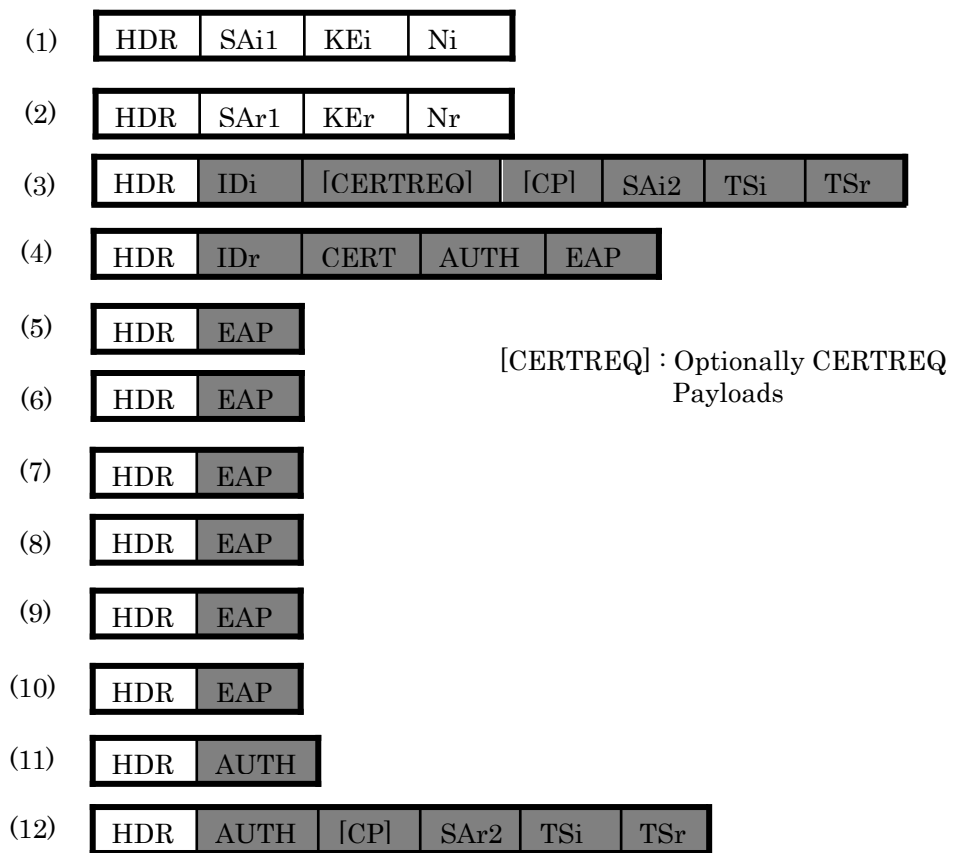 (1) HDR SAi1 KEi Ni
(2) HDR SAr1 KEr Nr
(3) HDR IDi [CERTREQ] [CP] SAi2 TSi TSr
(4) HDR IDr CERT AUTH EAP
(5) HDR EAP
[CERTREQ] : Optionally CERTREQ
Payloads
(6) HDR EAP
(7) HDR EAP
(8) HDR EAP
(9) HDR EAP
(10) HDR EAP
(11) HDR AUTH
(12) HDR AUTH [CP] SAr2 TSi TSr